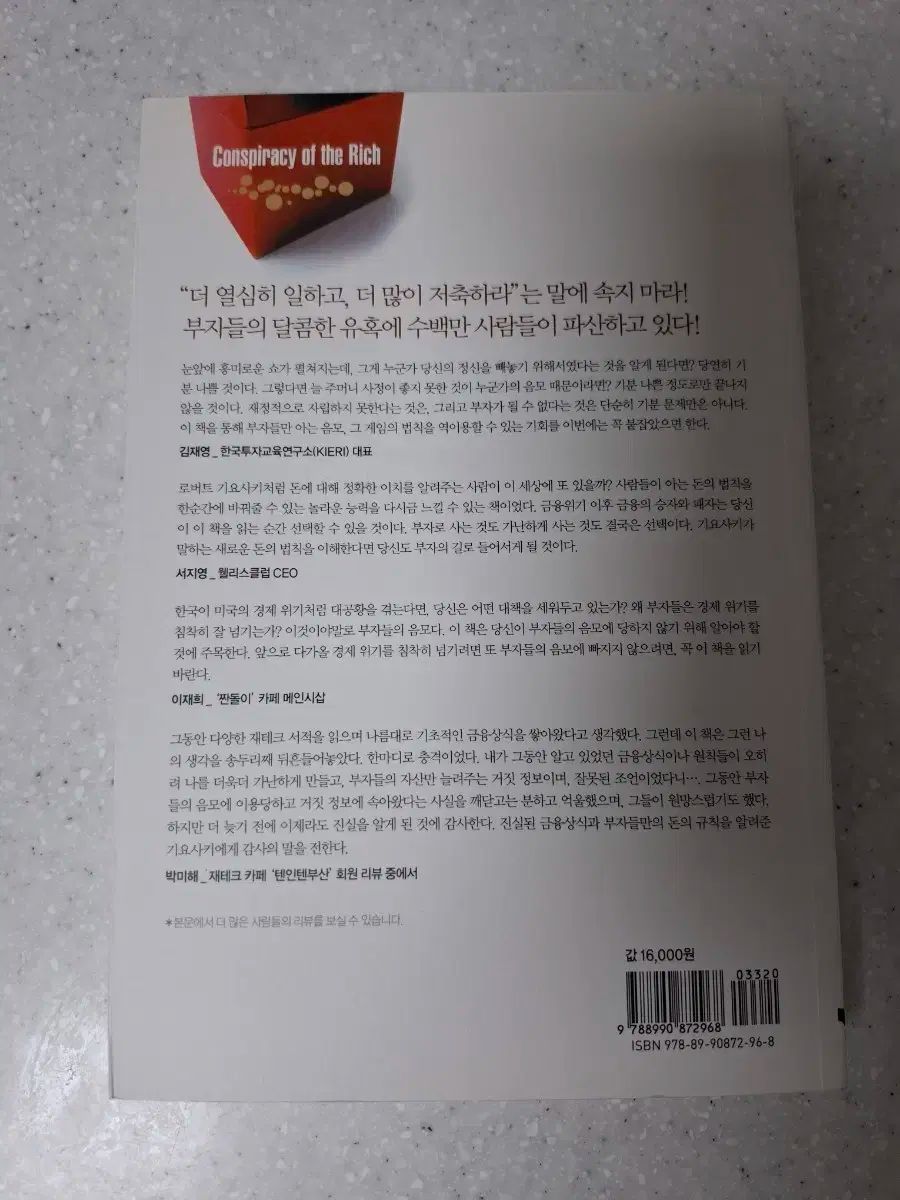 Conspiracy of the Rich
“더 열심히 일하고, 더 많이 저축하라”는 말에 속지 마라!
부자들의 달콤한 유혹에 수백만 사람들이 파산하고 있다!
눈앞에 흥미로운 쇼가 펼쳐지는데, 그게 누군가 당신의 정신을 빼놓기 위해서였다는 것을 알게 된다면? 당연히 기
분 나쁠 것이다. 그렇다면 늘 주머니 사정이 좋지 못한 것이 누군가의 음모 때문이라면? 기분 나쁜 정도로만 끝나지
않을 것이다. 재정적으로 자립하지 못한다는 것은, 그리고 부자가 될 수 없다는 것은 단순히 기분 문제만은 아니다.
이 책을 통해 부자들만 아는 음모, 그 게임의 법칙을 역이용할 수 있는 기회를 이번에는 꼭 붙잡았으면 한다.
김재영_ 한국투자교육연구소(KIERI) 대표
로버트 기요사키처럼 돈에 대해 정확한 이치를 알려주는 사람이 이 세상에 또 있을까? 사람들이 아는 돈의 법칙을
한순간에 바꿔줄 수 있는 놀라운 능력을 다시금 느낄 수 있는 책이었다. 금융위기 이후 금융의 승자와 패자는 당신
이 이 책을 읽는 순간 선택할 수 있을 것이다. 부자로 사는 것도 가난하게 사는 것도 결국은 선택이다. 기요사키가
말하는 새로운 돈의 법칙을 이해한다면 당신도 부자의 길로 들어서게 될 것이다.
서지영_ 웰리스클럽 CEO
한국이 미국의 경제 위기처럼 대공황을 겪는다면, 당신은 어떤 대책을 세워두고 있는가? 왜 부자들은 경제 위기를
침착히 잘 넘기는가? 이것이야말로 부자들의 음모다. 이 책은 당신이 부자들의 음모에 당하지 않기 위해 알아야 할
것에 주목한다. 앞으로 다가올 경제 위기를 침착히 넘기려면 또 부자들의 음모에 빠지지 않으려면, 꼭 이 책을 읽기
바란다.
이재희_ ‘짠돌이’ 카페 메인시삽
그동안 다양한 재테크 서적을 읽으며 나름대로 기초적인 금융상식을 쌓아왔다고 생각했다. 그런데 이 책은 그런 나
의 생각을 송두리째 뒤흔들어놓았다. 한마디로 충격이었다. 내가 그동안 알고 있었던 금융상식이나 원칙들이 오히
려 나를 더욱더 가난하게 만들고, 부자들의 자산만 늘려주는 거짓 정보이며, 잘못된 조언이었다니…. 그동안 부자
들의 음모에 이용당하고 거짓 정보에 속아왔다는 사실을 깨닫고는 분하고 억울했으며, 그들이 원망스럽기도 했다.
하지만 더 늦기 전에 이제라도 진실을 알게 된 것에 감사한다. 진실된 금융상식과 부자들만의 돈의 규칙을 알려준
기요사키에게 감사의 말을 전한다.
박미해_ 재테크 카페 ‘텐인텐부산’ 회원 리뷰 중에서
*본문에서 더 많은 사람들의 리뷰를 보실 수 있습니다.
값 16,000원
03320
9 788990 872968
ISBN 978-89-90872-96-8